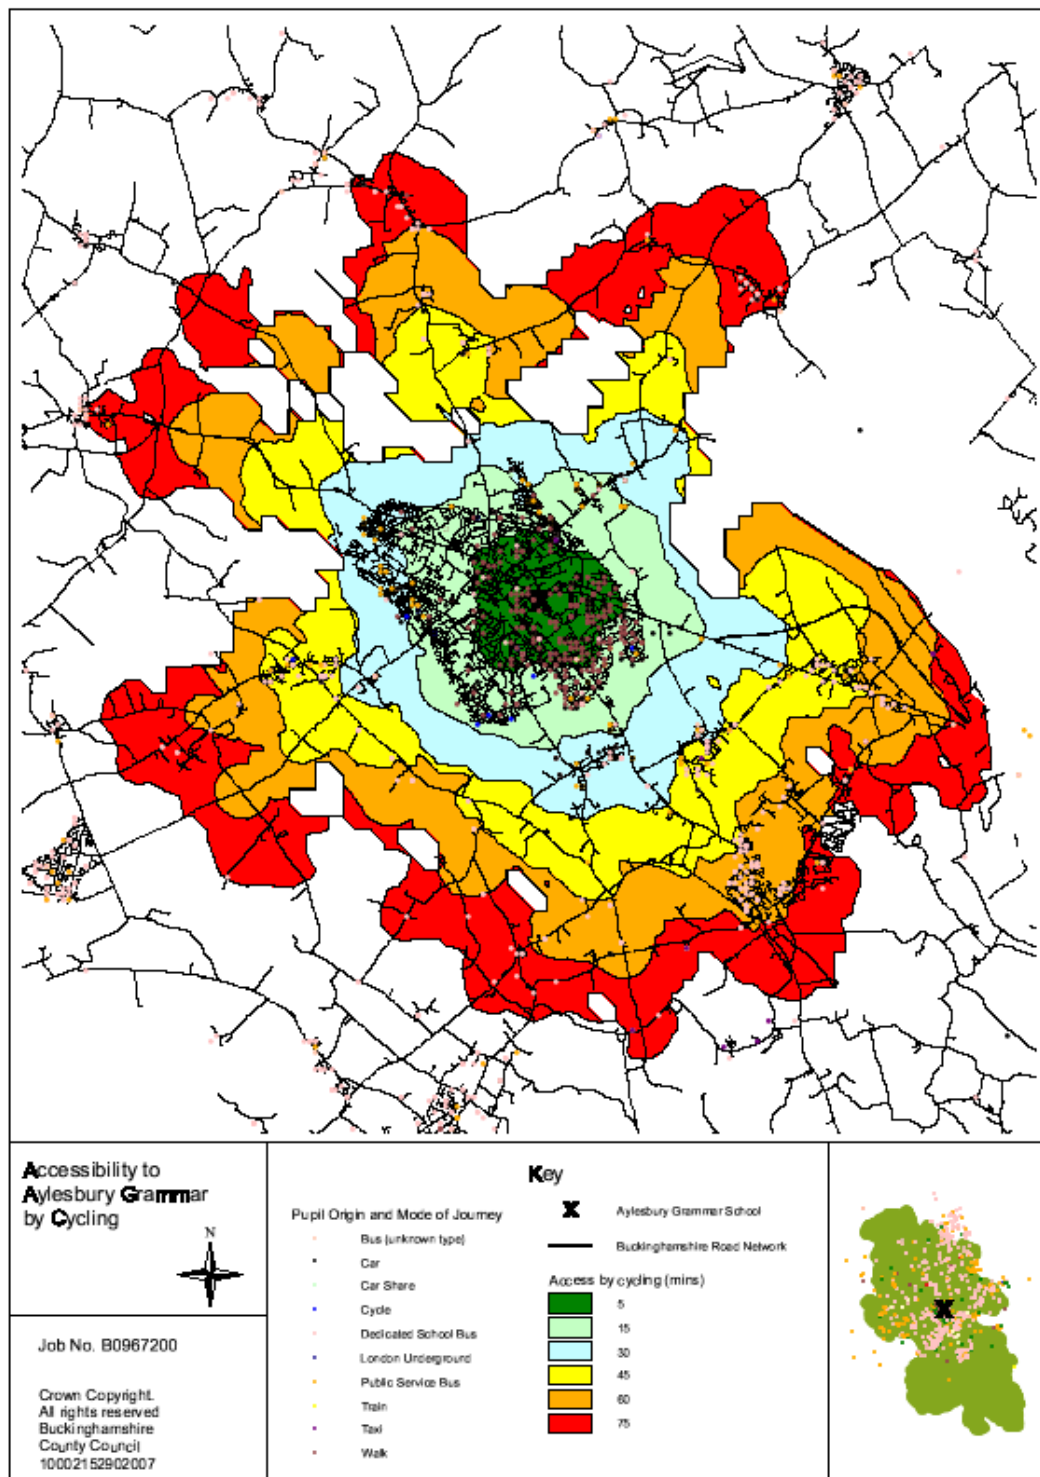 Accessibility to
Aylesbury Grammar
by Cycling
N
Job No. B0967200
Crown Copyright.
All rights reserved
Buckinghamshire
County Council
10002152902007
Key
Pupil Origin and Mode of Journey
Bus (unknown type)
Car
Car Share
Cycle
Dedicated School Bus
London Underground
Public Service Bus
Train
Taxi
Walk
X Aylesbury Grammar School
Buckinghamshire Road Network
Access by cycling (mins)
5
15
30
45
60
75
X